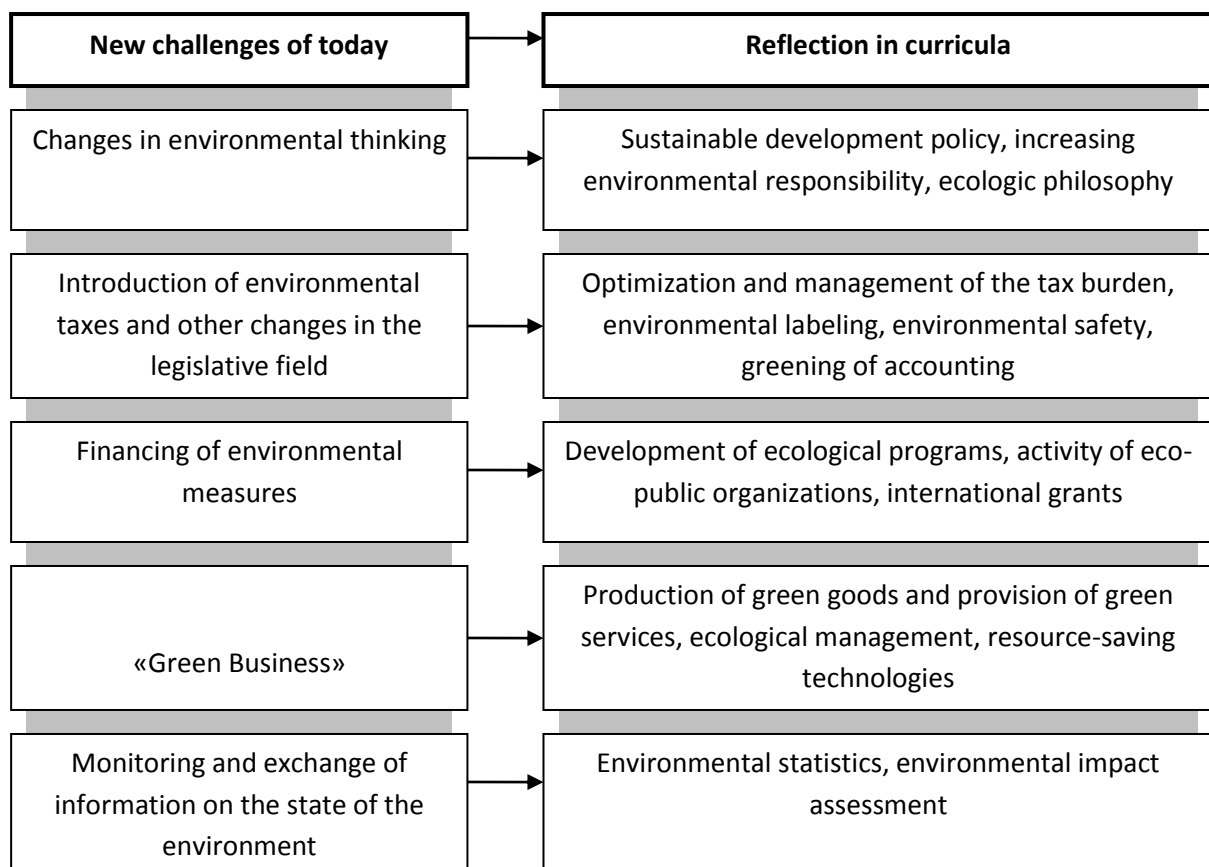 New challenges of today
Reflection in curricula
Changes in environmental thinking
Sustainable development policy, increasing
environmental responsibility, ecologic philosophy
Introduction of environmental
taxes and other changes in the
legislative field
Optimization and management of the tax burden,
environmental labeling, environmental safety,
greening of accounting
Financing of environmental
measures
Development of ecological programs, activity of eco-
public organizations, international grants
«Green Business»
Production of green goods and provision of green
services, ecological management, resource-saving
technologies
Monitoring and exchange of
information on the state of the
environment
Environmental statistics, environmental impact
assessment